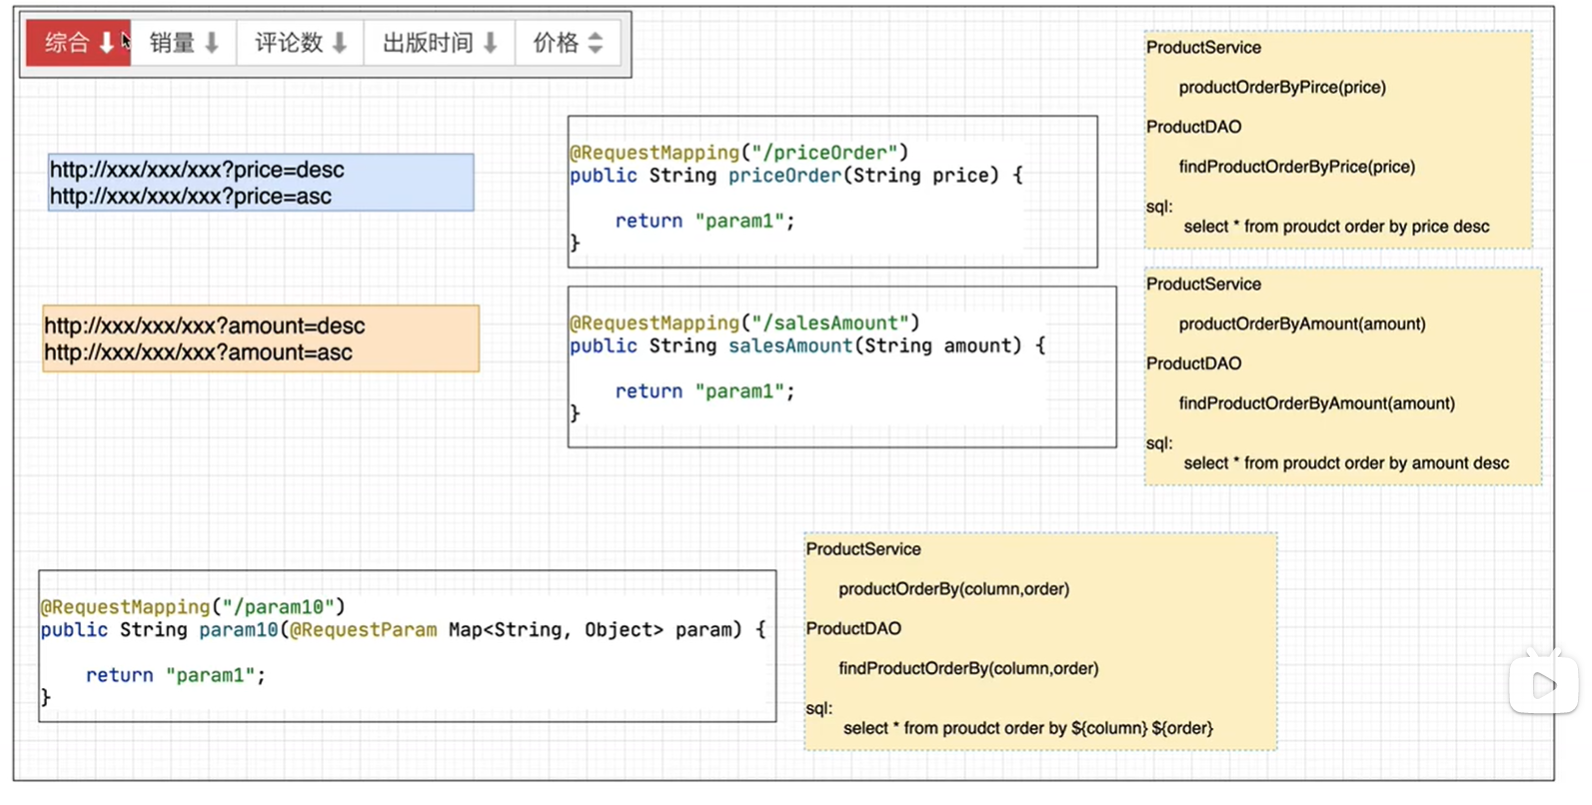 综合 销量 评论数 出版时间 价格
http://xxx/xxx/xxx?price=desc
http://xxx/xxx/xxx?price=asc
@RequestMapping("/priceOrder")
public String priceOrder(String price) {
return "param1";
}
ProductService
productOrderByPirce(price)
ProductDAO
findProductOrderByPrice(price)
sql:
select * from proudct order by price desc
http://xxx/xxx/xxx?amount=desc
http://xxx/xxx/xxx?amount=asc
@RequestMapping("/salesAmount")
public String salesAmount(String amount) {
return "param1";
}
ProductService
productOrderByAmount(amount)
ProductDAO
findProductOrderByAmount(amount)
sql:
select * from proudct order by amount desc
@RequestMapping("/param10")
public String param10(@RequestParam Map<String, Object> param) {
return "param1";
}
ProductService
productOrderBy(column,order)
ProductDAO
findProductOrderBy(column,order)
sql:
select * from proudct order by ${column} ${order}